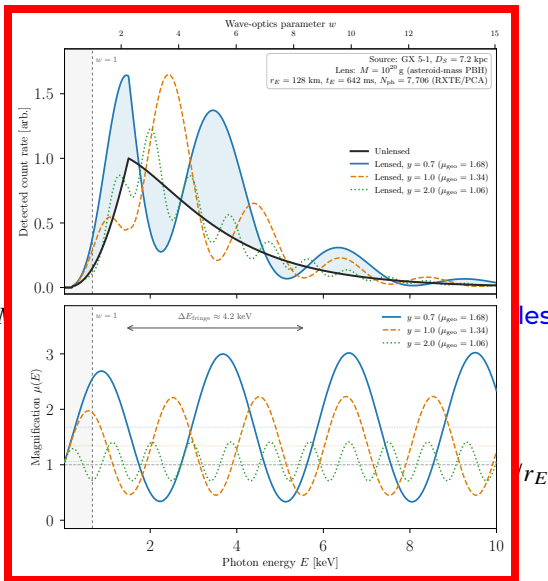 Wave-optics parameter w
2 4 6 8 10 12 15
w = 1
Source: GX 5-1, D_S = 7.2 kpc
Lens: M = 10^20 g (asteroid-mass PBH)
r_E = 128 km, t_E = 642 ms, N_ph = 7,706 (RXTE/PCA)
Detected count rate [arb.]
1.5
1.0
0.5
0.0
Unlensed
Lensed, y = 0.7 (μ_geo = 1.68)
Lensed, y = 1.0 (μ_geo = 1.34)
Lensed, y = 2.0 (μ_geo = 1.06)
les
w = 1
ΔE_fringe ≈ 4.2 keV
y = 0.7 (μ_geo = 1.68)
y = 1.0 (μ_geo = 1.34)
y = 2.0 (μ_geo = 1.06)
Magnification μ(E)
3
2
1
0
/r_E
2 4 6 8 10
Photon energy E [keV]